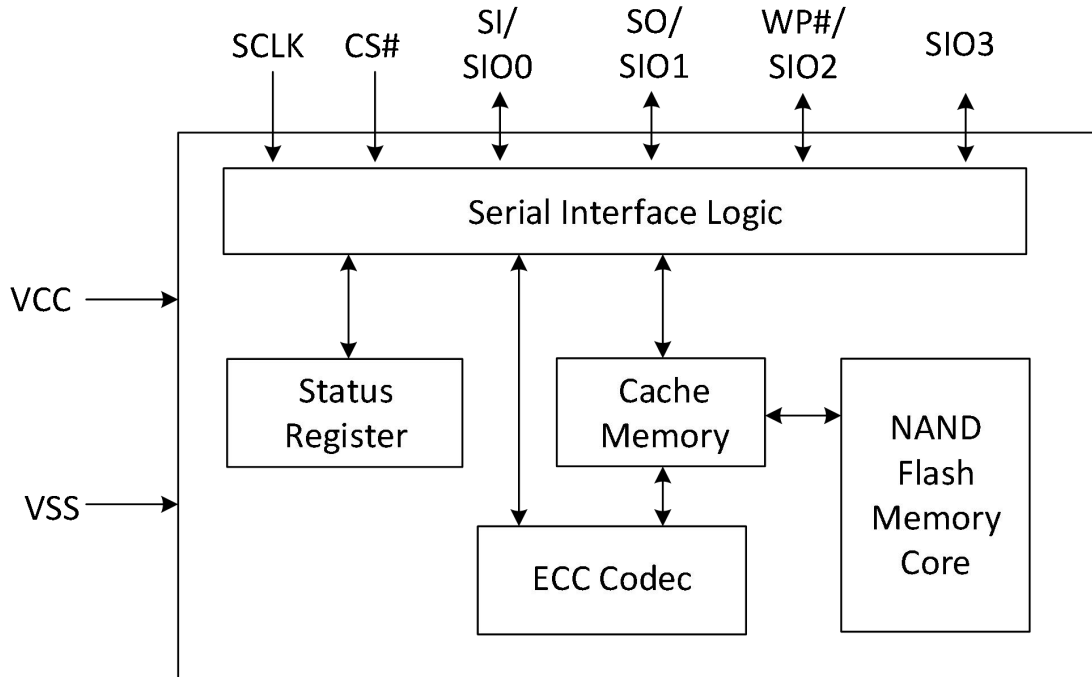 SCLK
CS#
SI/
SIO0
SO/
SIO1
WP#/
SIO2
SIO3
Serial Interface Logic
VCC
Status
Register
Cache
Memory
NAND
Flash
Memory
Core
VSS
ECC Codec